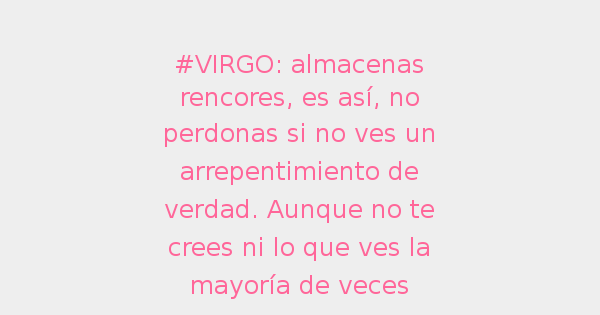 #VIRGO: almacenas
rencores, es así, no
perdonas si no ves un
arrepentimiento de
verdad. Aunque no te
crees ni lo que ves la
mayoría de veces